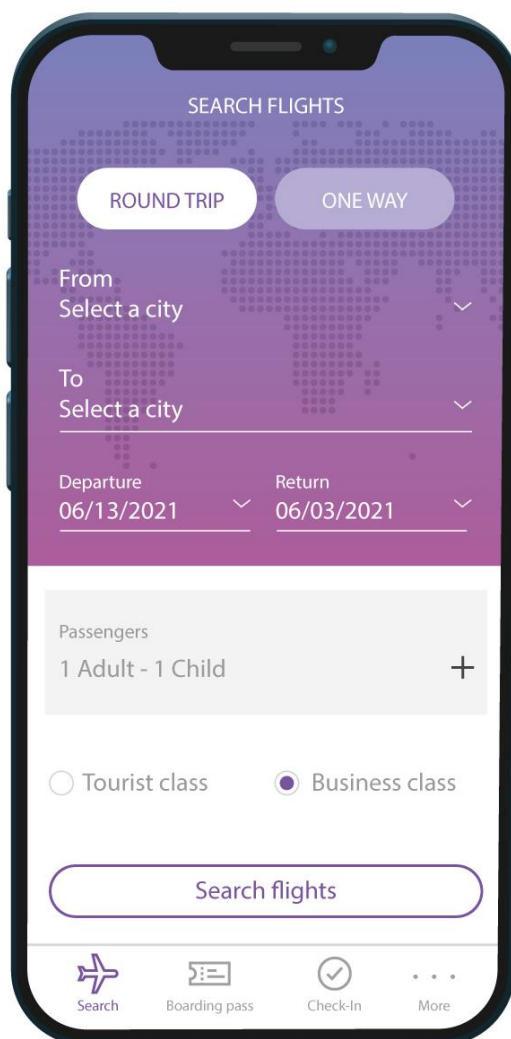 SEARCH FLIGHTS
ROUND TRIP
ONE WAY
From
Select a city
To
Select a city
Departure
Return
06/13/2021
06/03/2021
Passengers
1 Adult - 1 Child
+
Tourist class
Business class
Search flights
Search
Boarding pass
Check-In
More